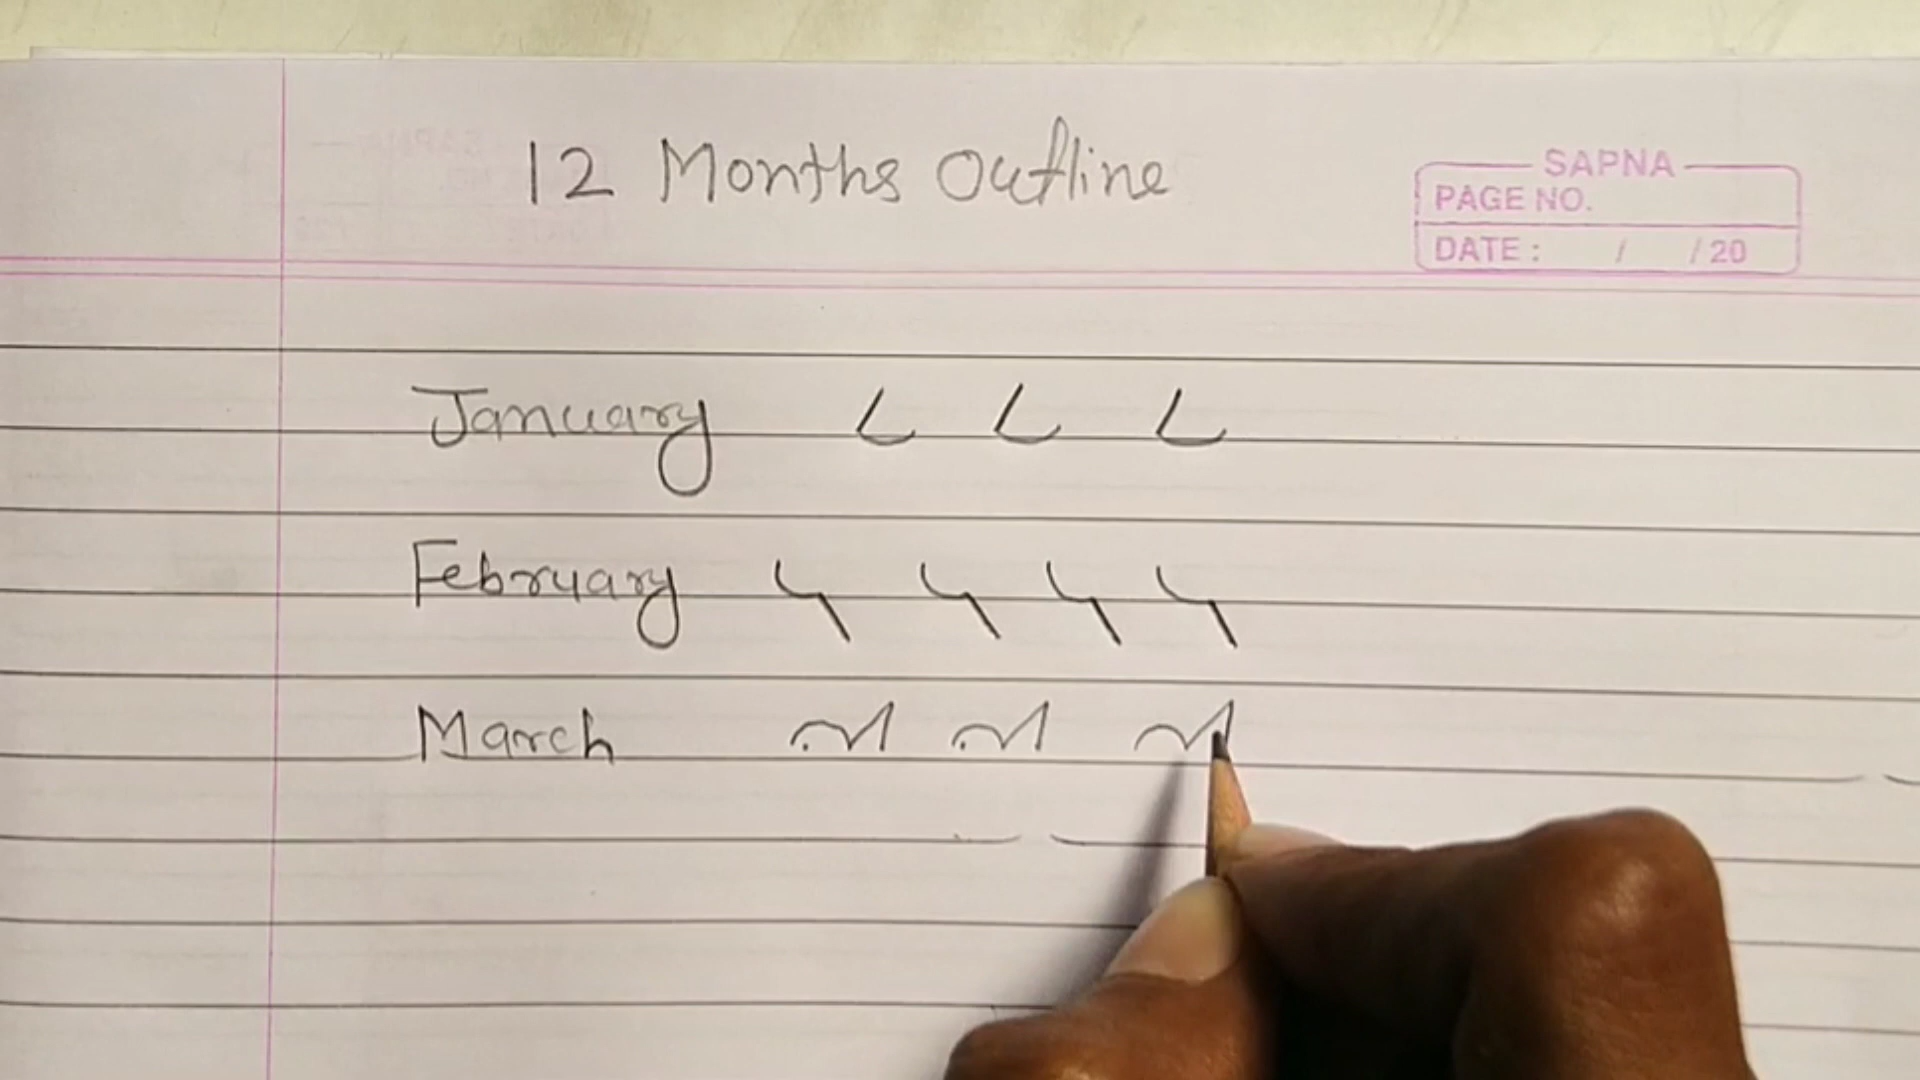 12 Months Outline
SAPNA
PAGE NO.
DATE : / / 20
January
February
March